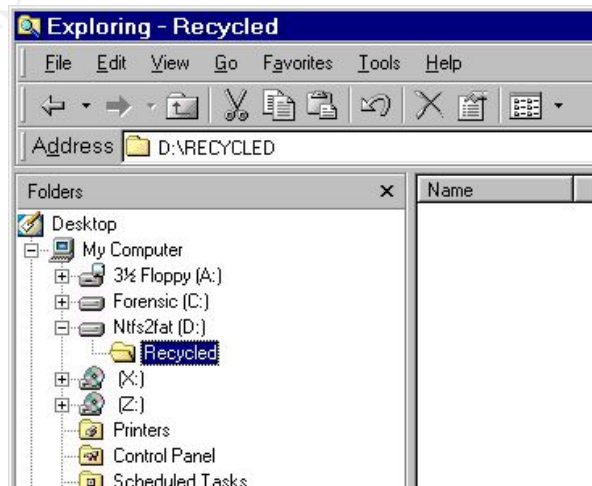 Exploring - Recycled
File Edit View Go Favorites Tools Help
Address D:\RECYCLED
Folders x Name
Desktop
My Computer
3½ Floppy (A:)
Forensic (C:)
Ntfs2fat (D:)
Recycled
(X:)
(Z:)
Printers
Control Panel
Scheduled Tasks